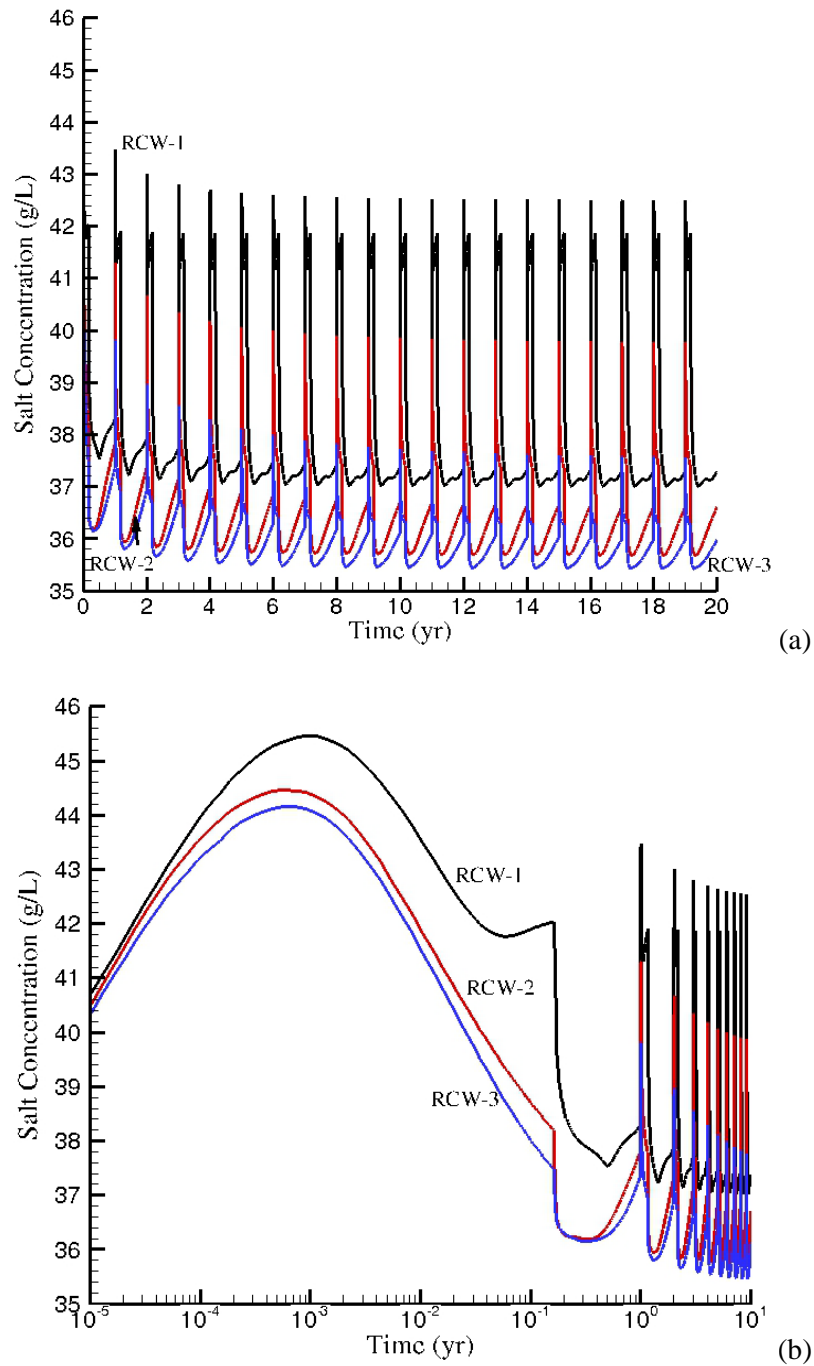 46
45
44
43
42
41
40
39
38
37
36
35
Salt Concentration (g/L)
RCW-1
RCW-2
RCW-3
0 2 4 6 8 10 12 14 16 18 20
Time (yr)
(a)
46
45
44
43
42
41
40
39
38
37
36
35
Salt Concentration (g/L)
RCW-1
RCW-2
RCW-3
10-5 10-4 10-3 10-2 10-1 100 101
Time (yr)
(b)